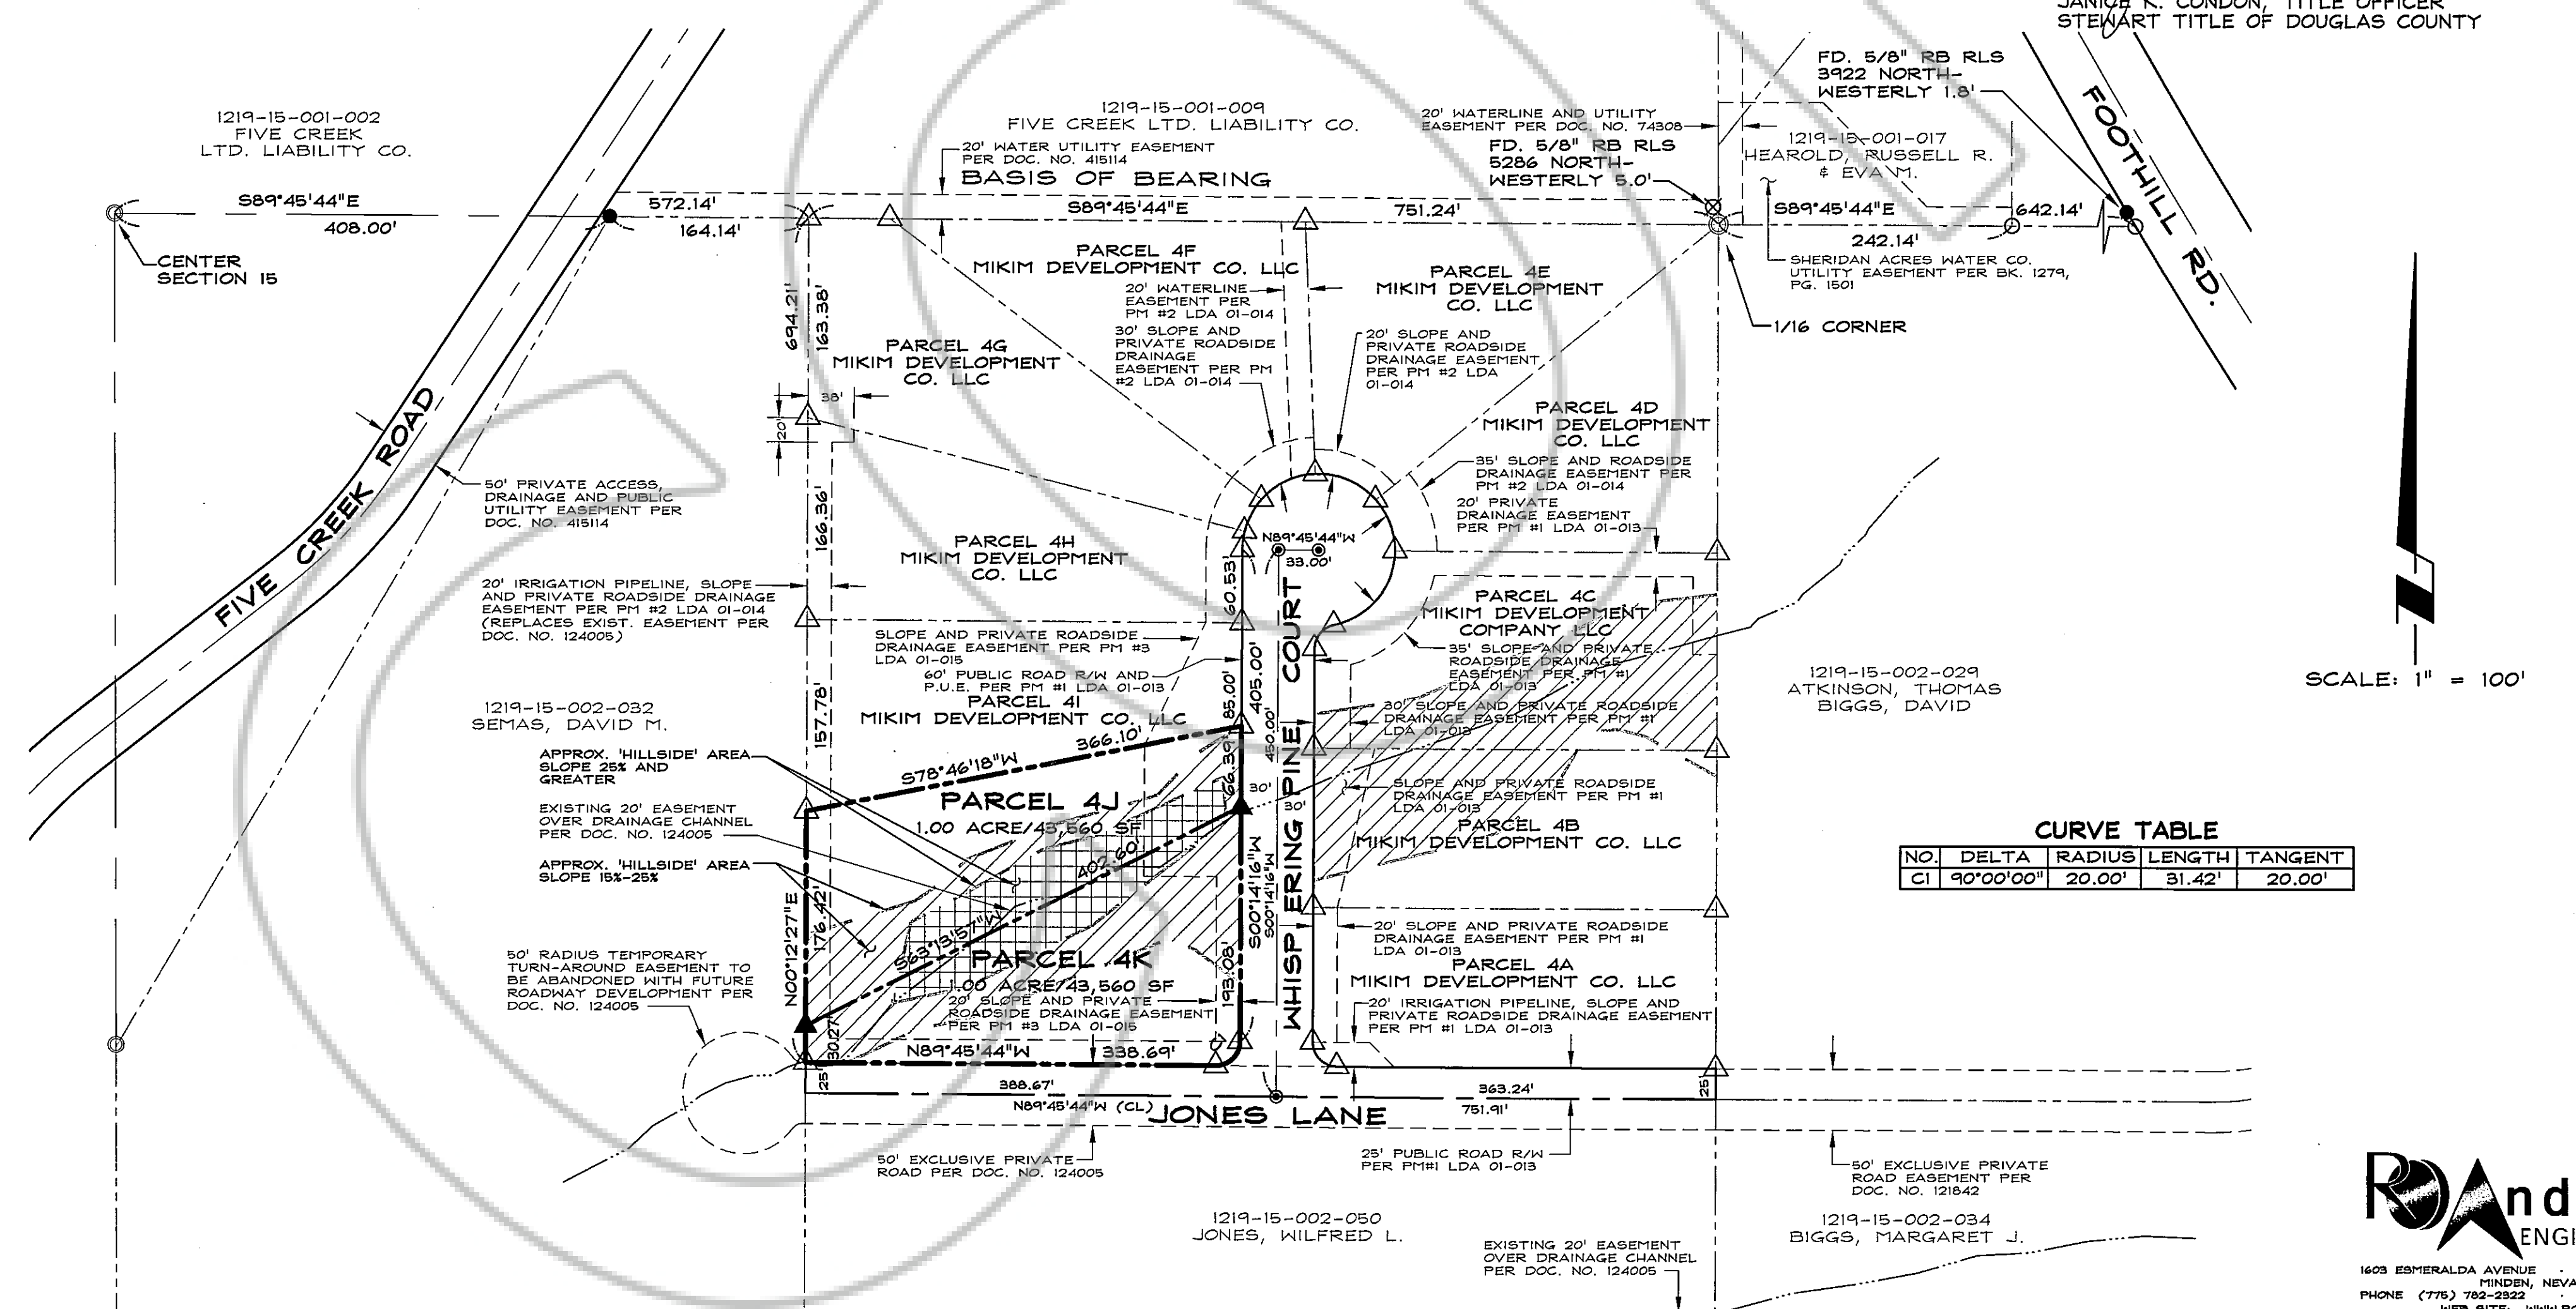 JANICE K. CONDON, TITLE OFFICER
STEWART TITLE OF DOUGLAS COUNTY
FD. 5/8" RB RLS
3922 NORTH-
WESTERLY 1.8'
FOOTHILL RD.
1219-15-001-002
FIVE CREEK
LTD. LIABILITY CO.
1219-15-001-009
FIVE CREEK LTD. LIABILITY CO.
20' WATERLINE AND UTILITY
EASEMENT PER DOC. NO. 74308
FD. 5/8" RB RLS
5286 NORTH-
WESTERLY 5.0'
1219-15-001-017
HEAROLD, RUSSELL R.
& EVA M.
20' WATER UTILITY EASEMENT
PER DOC. NO. 415114
BASIS OF BEARING
S89°45'44"E
408.00'
572.14'
164.14'
S89°45'44"E
751.24'
S89°45'44"E
642.14'
242.14'
CENTER
SECTION 15
SHERIDAN ACRES WATER CO.
UTILITY EASEMENT PER BK. 1279,
PG. 1501
1/16 CORNER
PARCEL 4F
MIKIM DEVELOPMENT CO. LLC
PARCEL 4E
MIKIM DEVELOPMENT
CO. LLC
20' WATERLINE
EASEMENT PER
PM #2 LDA 01-014
30' SLOPE AND
PRIVATE ROADSIDE
DRAINAGE
EASEMENT PER PM
#2 LDA 01-014
20' SLOPE AND
PRIVATE ROADSIDE
DRAINAGE EASEMENT
PER PM #2 LDA
01-014
694.21'
163.38'
PARCEL 4G
MIKIM DEVELOPMENT
CO. LLC
38'
20'
PARCEL 4D
MIKIM DEVELOPMENT
CO. LLC
35' SLOPE AND ROADSIDE
DRAINAGE EASEMENT PER
PM #2 LDA 01-014
20' PRIVATE
DRAINAGE EASEMENT
PER PM #1 LDA 01-013
FIVE CREEK ROAD
50' PRIVATE ACCESS,
DRAINAGE AND PUBLIC
UTILITY EASEMENT PER
DOC. NO. 415114
166.36'
PARCEL 4H
MIKIM DEVELOPMENT
CO. LLC
N89°45'44"W
33.00'
60.53'
20' IRRIGATION PIPELINE, SLOPE
AND PRIVATE ROADSIDE DRAINAGE
EASEMENT PER PM #2 LDA 01-014
(REPLACES EXIST. EASEMENT PER
DOC. NO. 124005)
PARCEL 4C
MIKIM DEVELOPMENT
COMPANY LLC
SLOPE AND PRIVATE ROADSIDE
DRAINAGE EASEMENT PER PM #3
LDA 01-015
60' PUBLIC ROAD R/W AND
P.U.E. PER PM #1 LDA 01-013
35' SLOPE AND PRIVATE
ROADSIDE DRAINAGE
EASEMENT PER PM #1
LDA 01-013
SCALE: 1" = 100'
1219-15-002-029
ATKINSON, THOMAS
BIGGS, DAVID
1219-15-002-032
SEMAS, DAVID M.
PARCEL 4I
MIKIM DEVELOPMENT CO. LLC
157.78'
85.00'
405.00'
450.00'
30' SLOPE AND PRIVATE ROADSIDE
DRAINAGE EASEMENT PER PM #1
LDA 01-013
366.10'
S78°46'18"W
APPROX. 'HILLSIDE' AREA
SLOPE 25% AND
GREATER
EXISTING 20' EASEMENT
OVER DRAINAGE CHANNEL
PER DOC. NO. 124005
APPROX. 'HILLSIDE' AREA
SLOPE 15%-25%
PARCEL 4J
1.00 ACRE/43,560 SF
66.39'
30'
30'
402.60'
S63°13'57"W
SLOPE AND PRIVATE ROADSIDE
DRAINAGE EASEMENT PER PM #1
LDA 01-013
PARCEL 4B
MIKIM DEVELOPMENT CO. LLC
CURVE TABLE
NO. DELTA RADIUS LENGTH TANGENT
C1 90°00'00" 20.00' 31.42' 20.00'
WHISPERING PINE COURT
S00°14'16"W
S00°14'16"W
N00°12'27"E
176.42'
193.08'
30.27'
PARCEL 4K
1.00 ACRE/43,560 SF
20' SLOPE AND PRIVATE
ROADSIDE DRAINAGE EASEMENT
PER PM #3 LDA 01-015
20' SLOPE AND PRIVATE ROADSIDE
DRAINAGE EASEMENT PER PM #1
LDA 01-013
PARCEL 4A
MIKIM DEVELOPMENT CO. LLC
20' IRRIGATION PIPELINE, SLOPE AND
PRIVATE ROADSIDE DRAINAGE EASEMENT
PER PM #1 LDA 01-013
50' RADIUS TEMPORARY
TURN-AROUND EASEMENT TO
BE ABANDONED WITH FUTURE
ROADWAY DEVELOPMENT PER
DOC. NO. 124005
N89°45'44"W
338.69'
25'
388.67'
N89°45'44"W (CL)
JONES LANE
363.24'
751.91'
25'
50' EXCLUSIVE PRIVATE
ROAD PER DOC. NO. 124005
25' PUBLIC ROAD R/W
PER PM#1 LDA 01-013
50' EXCLUSIVE PRIVATE
ROAD EASEMENT PER
DOC. NO. 121842
1219-15-002-050
JONES, WILFRED L.
1219-15-002-034
BIGGS, MARGARET J.
EXISTING 20' EASEMENT
OVER DRAINAGE CHANNEL
PER DOC. NO. 124005
ROAnd
ENGI
1603 ESMERALDA AVENUE
MINDEN, NEVA
PHONE (775) 782-2322